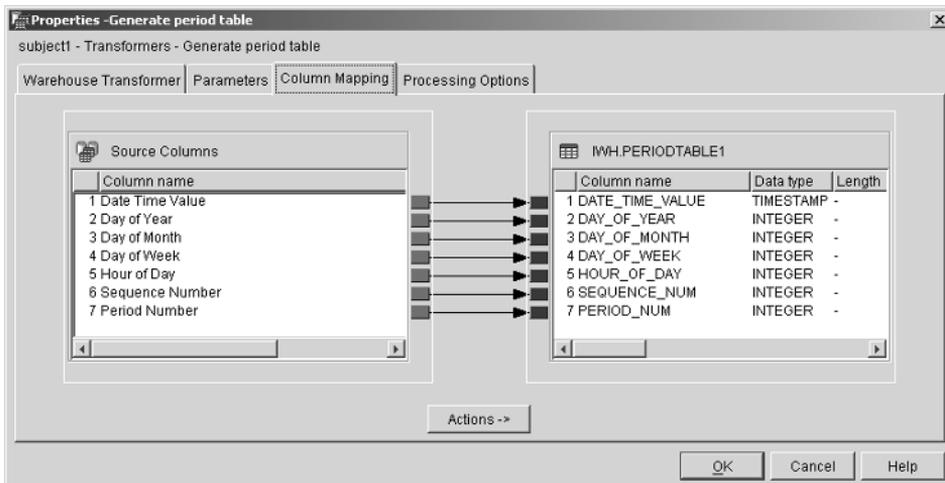 Properties -Generate period table
subject1 - Transformers - Generate period table
Warehouse Transformer Parameters Column Mapping Processing Options
Source Columns
Column name
1 Date Time Value
2 Day of Year
3 Day of Month
4 Day of Week
5 Hour of Day
6 Sequence Number
7 Period Number
IWH.PERIODTABLE1
Column name Data type Length
1 DATE_TIME_VALUE TIMESTAMP -
2 DAY_OF_YEAR INTEGER -
3 DAY_OF_MONTH INTEGER -
4 DAY_OF_WEEK INTEGER -
5 HOUR_OF_DAY INTEGER -
6 SEQUENCE_NUM INTEGER -
7 PERIOD_NUM INTEGER -
Actions ->
OK Cancel Help